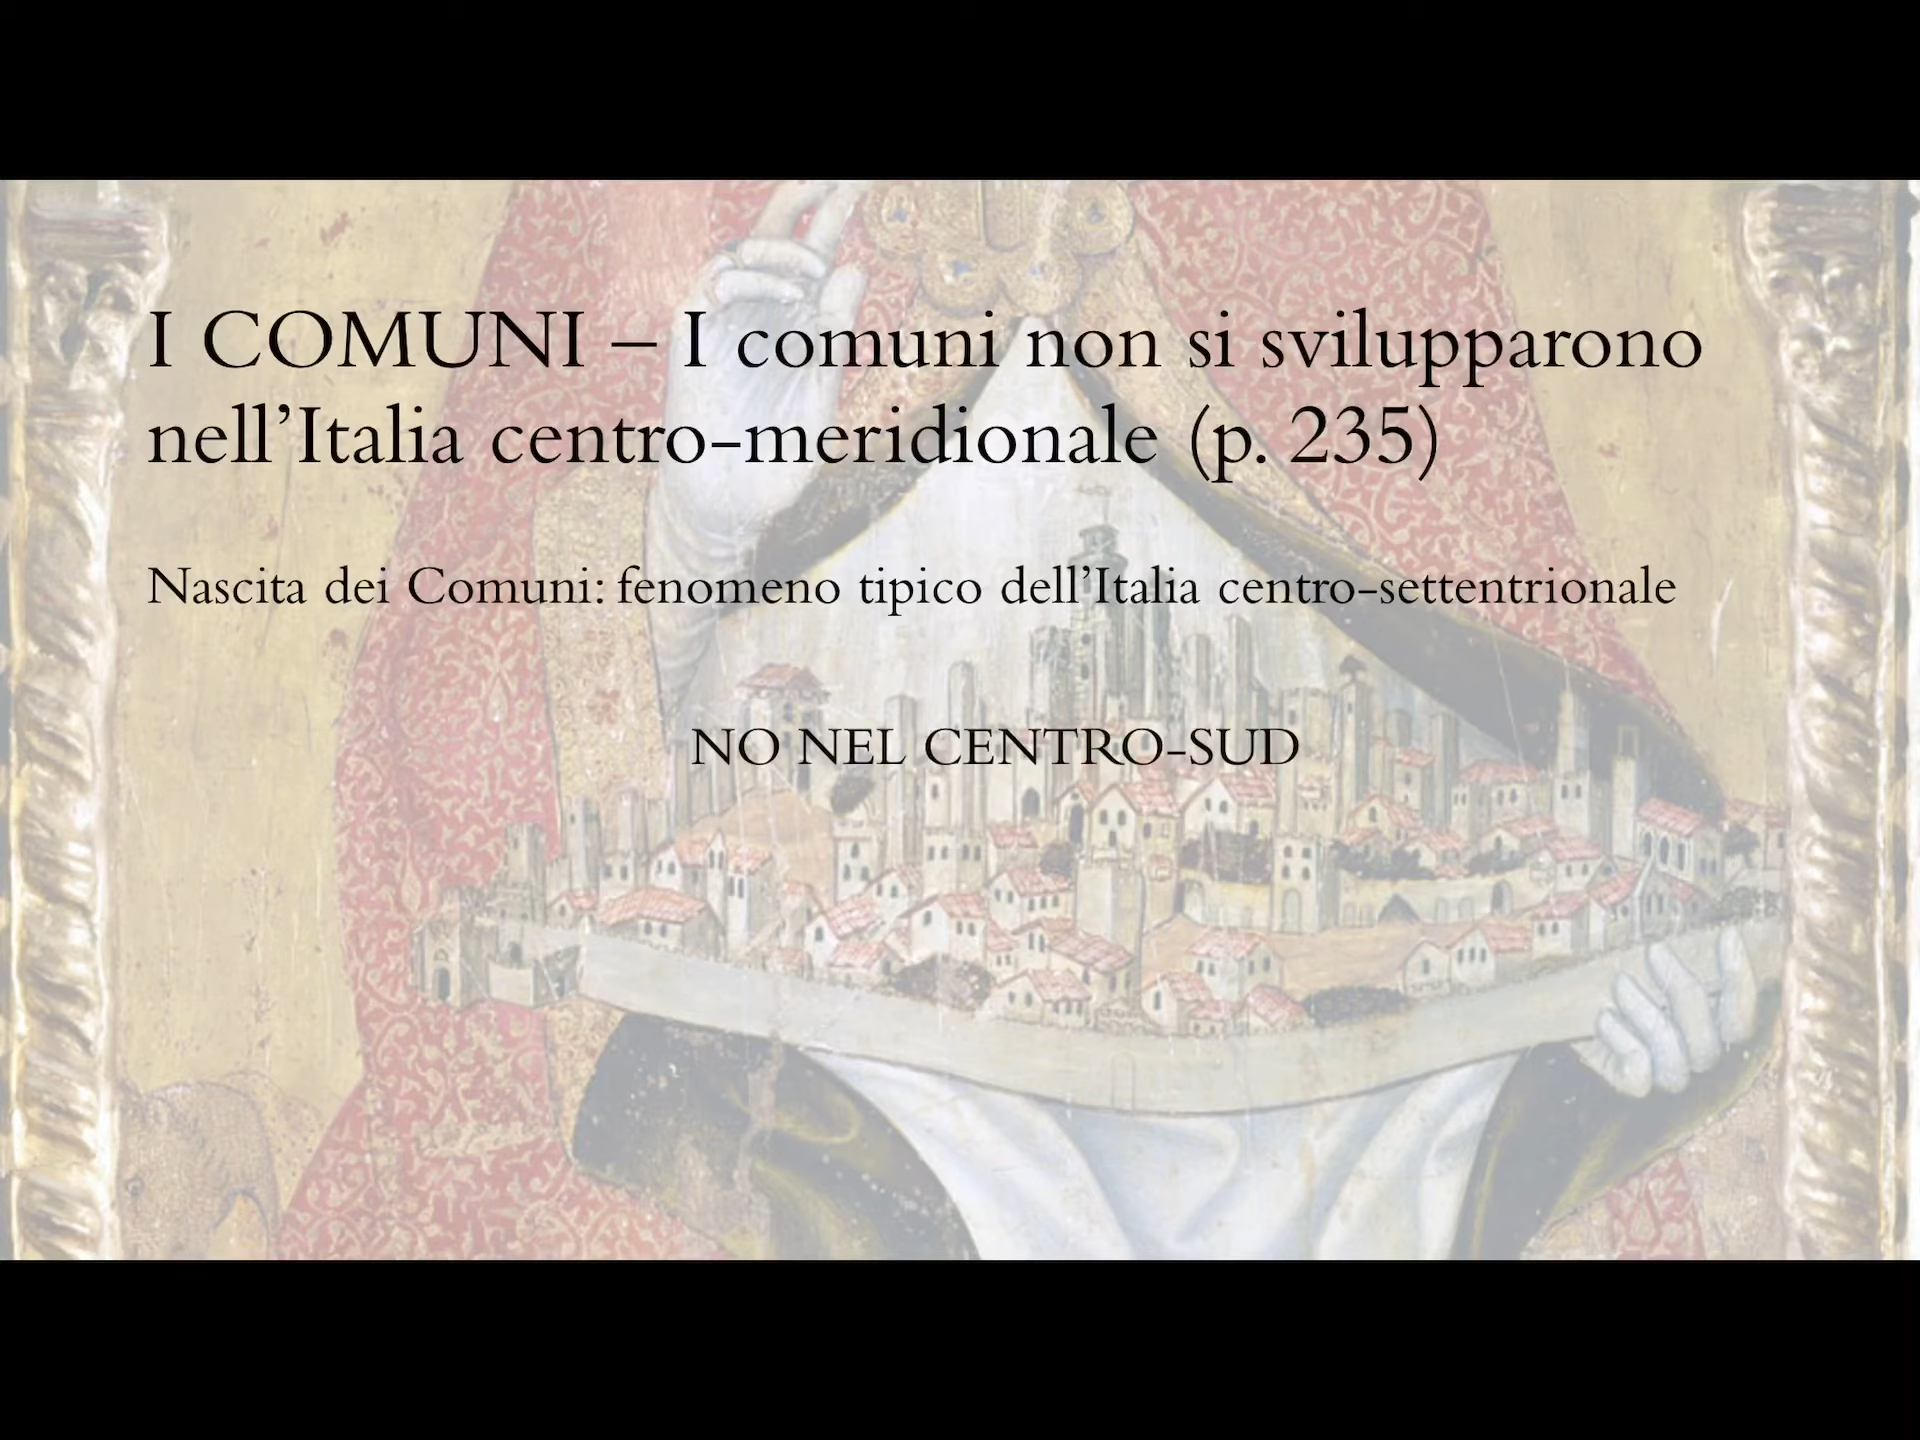 I COMUNI – I comuni non si svilupparono
nell’Italia centro-meridionale (p. 235)
Nascita dei Comuni: fenomeno tipico dell’Italia centro-settentrionale
NO NEL CENTRO-SUD